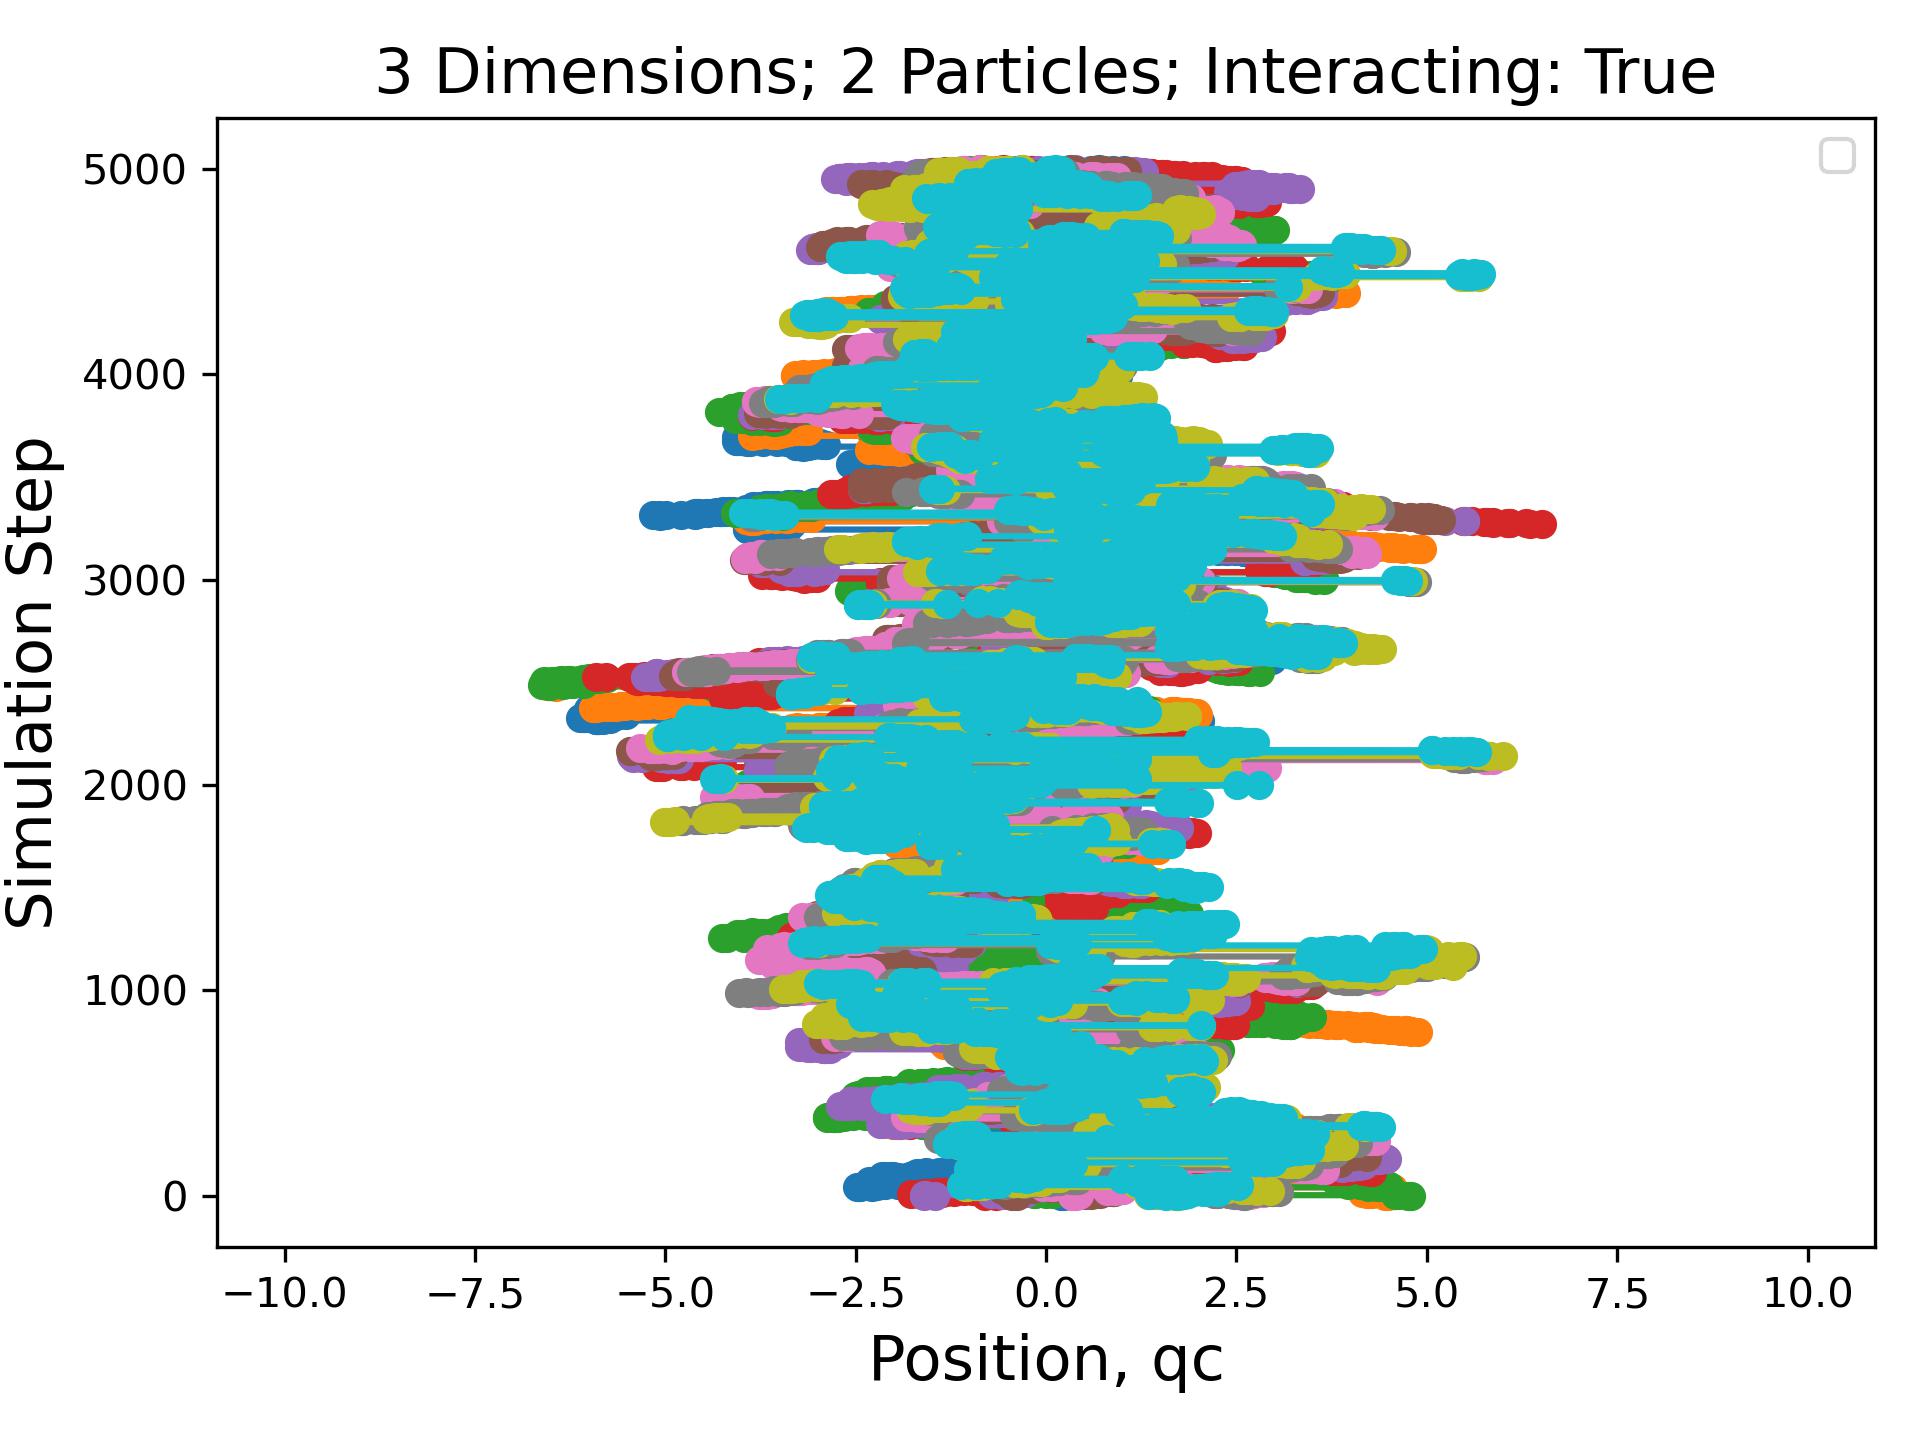 3 Dimensions; 2 Particles; Interacting: True
Simulation Step
5000
4000
3000
2000
1000
0
−10.0 −7.5 −5.0 −2.5 0.0 2.5 5.0 7.5 10.0
Position, qc